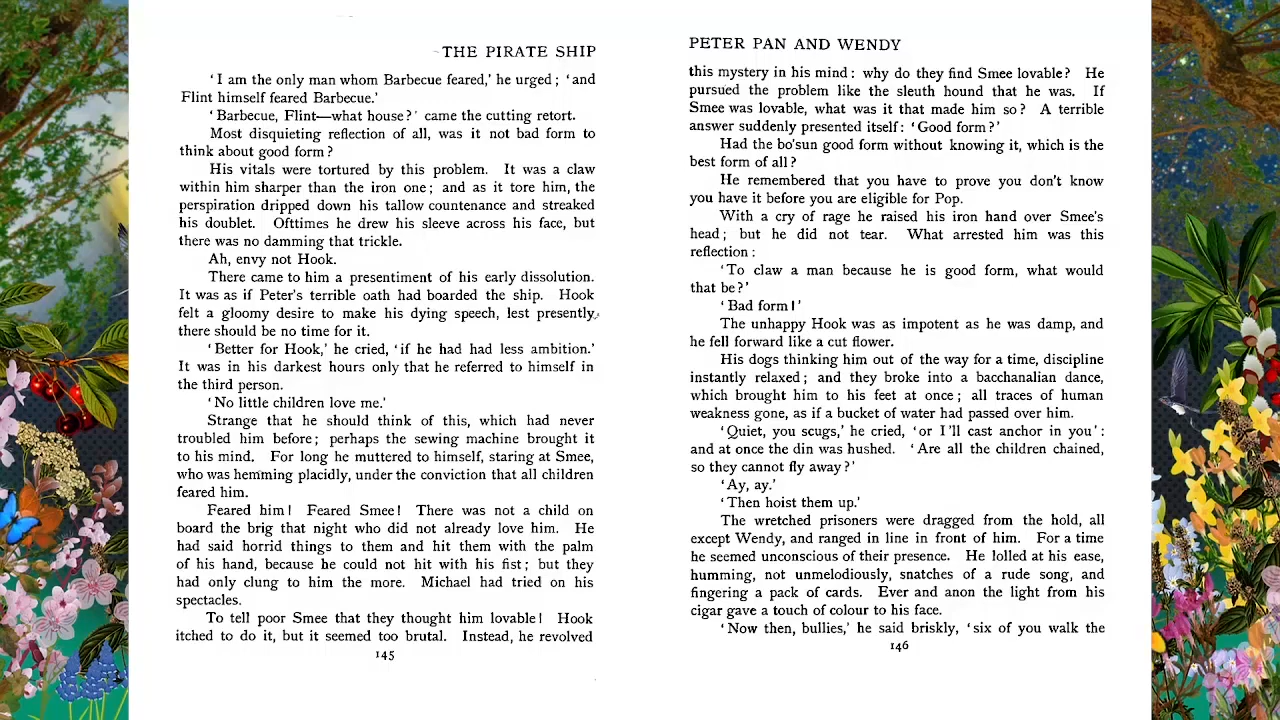 THE PIRATE SHIP
'I am the only man whom Barbecue feared,' he urged; 'and
Flint himself feared Barbecue.'
'Barbecue, Flint—what house?' came the cutting retort.
Most disquieting reflection of all, was it not bad form to
think about good form?
His vitals were tortured by this problem. It was a claw
within him sharper than the iron one; and as it tore him, the
perspiration dripped down his tallow countenance and streaked
his doublet. Ofttimes he drew his sleeve across his face, but
there was no damming that trickle.
Ah, envy not Hook.
There came to him a presentiment of his early dissolution.
It was as if Peter's terrible oath had boarded the ship. Hook
felt a gloomy desire to make his dying speech, lest presently
there should be no time for it.
'Better for Hook,' he cried, 'if he had had less ambition.'
It was in his darkest hours only that he referred to himself in
the third person.
'No little children love me.'
Strange that he should think of this, which had never
troubled him before; perhaps the sewing machine brought it
to his mind. For long he muttered to himself, staring at Smee,
who was hemming placidly, under the conviction that all children
feared him.
Feared him! Feared Smee! There was not a child on
board the brig that night who did not already love him. He
had said horrid things to them and hit them with the palm
of his hand, because he could not hit with his fist; but they
had only clung to him the more. Michael had tried on his
spectacles.
To tell poor Smee that they thought him lovable! Hook
itched to do it, but it seemed too brutal. Instead, he revolved
145
PETER PAN AND WENDY
this mystery in his mind: why do they find Smee lovable? He
pursued the problem like the sleuth hound that he was. If
Smee was lovable, what was it that made him so? A terrible
answer suddenly presented itself: 'Good form?'
Had the bo'sun good form without knowing it, which is the
best form of all?
He remembered that you have to prove you don't know
you have it before you are eligible for Pop.
With a cry of rage he raised his iron hand over Smee's
head; but he did not tear. What arrested him was this
reflection:
'To claw a man because he is good form, what would
that be?'
'Bad form!'
The unhappy Hook was as impotent as he was damp, and
he fell forward like a cut flower.
His dogs thinking him out of the way for a time, discipline
instantly relaxed; and they broke into a bacchanalian dance,
which brought him to his feet at once; all traces of human
weakness gone, as if a bucket of water had passed over him.
'Quiet, you scugs,' he cried, 'or I'll cast anchor in you':
and at once the din was hushed. 'Are all the children chained,
so they cannot fly away?'
'Ay, ay.'
'Then hoist them up.'
The wretched prisoners were dragged from the hold, all
except Wendy, and ranged in line in front of him. For a time
he seemed unconscious of their presence. He lolled at his ease,
humming, not unmelodiously, snatches of a rude song, and
fingering a pack of cards. Ever and anon the light from his
cigar gave a touch of colour to his face.
'Now then, bullies,' he said briskly, 'six of you walk the
146